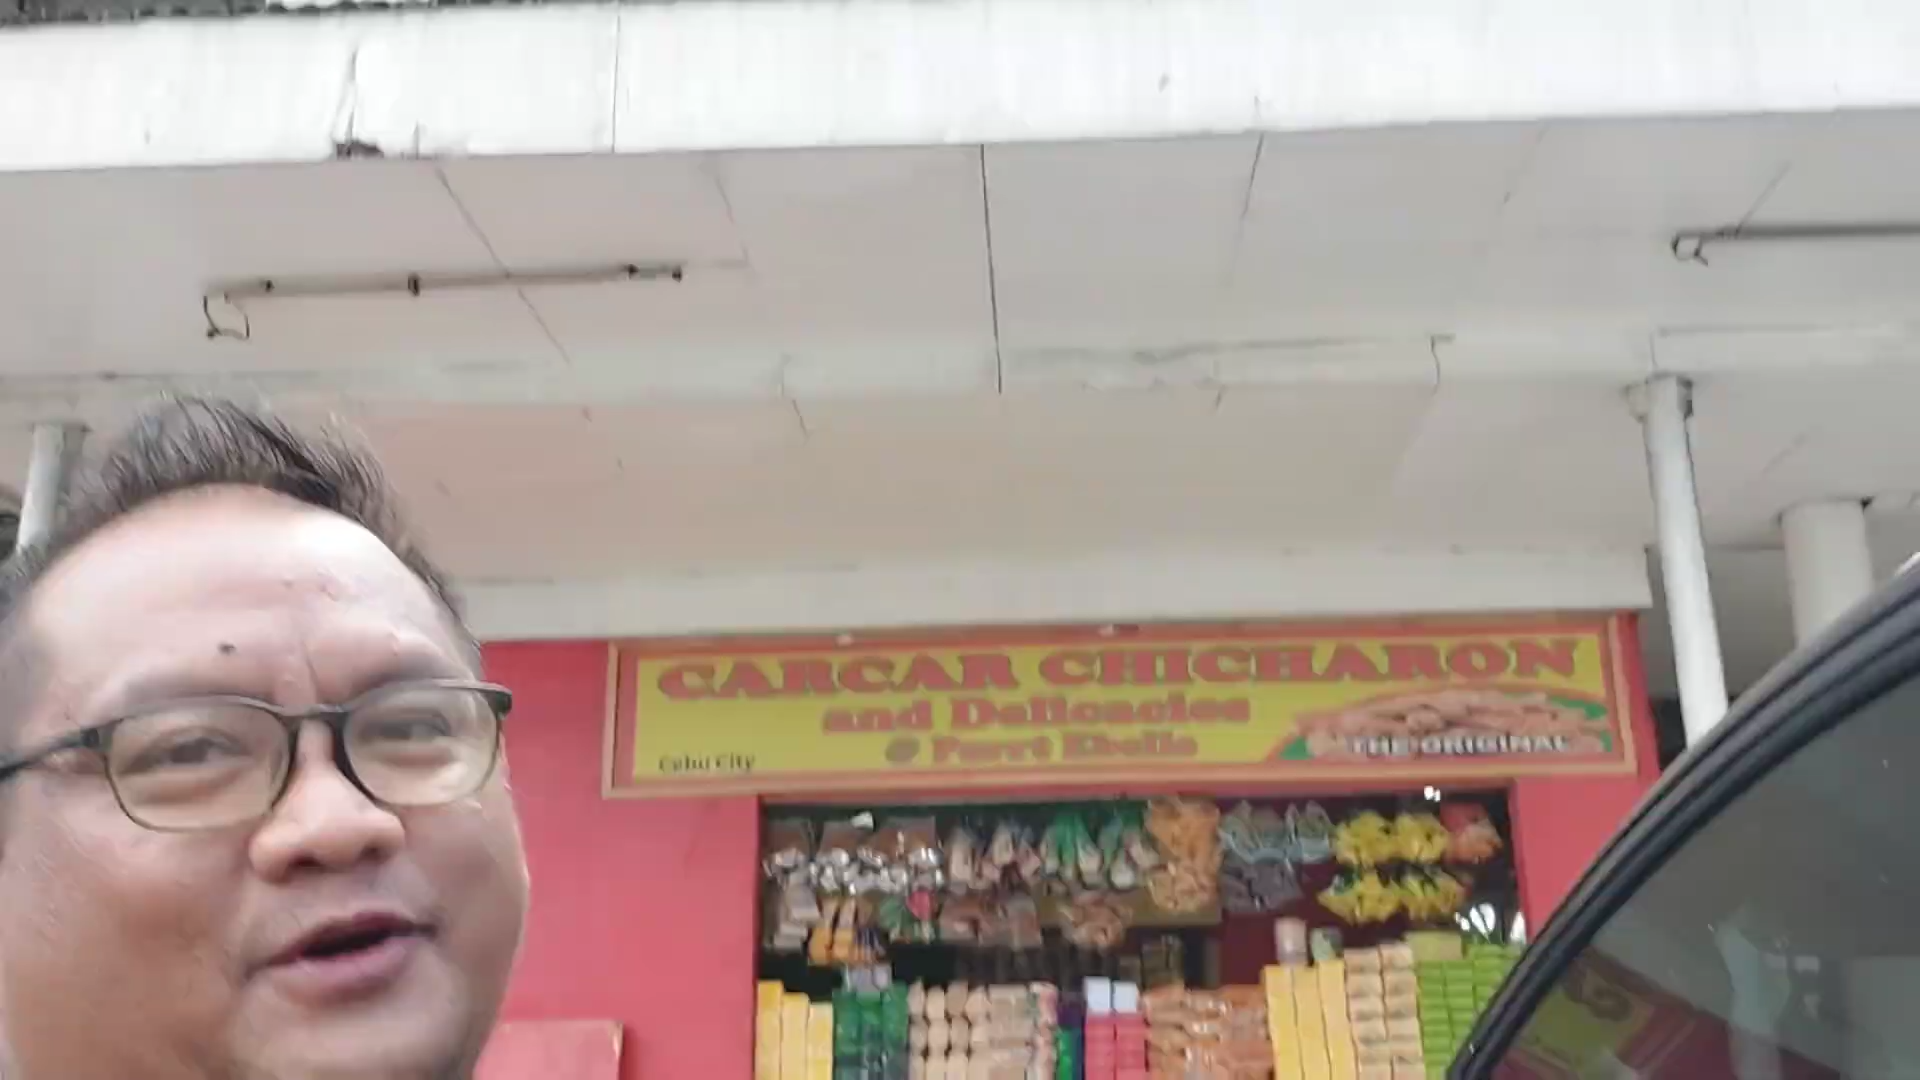 CARCAR CHICHARON
and Delicacies
THE ORIGINAL
Cebu City